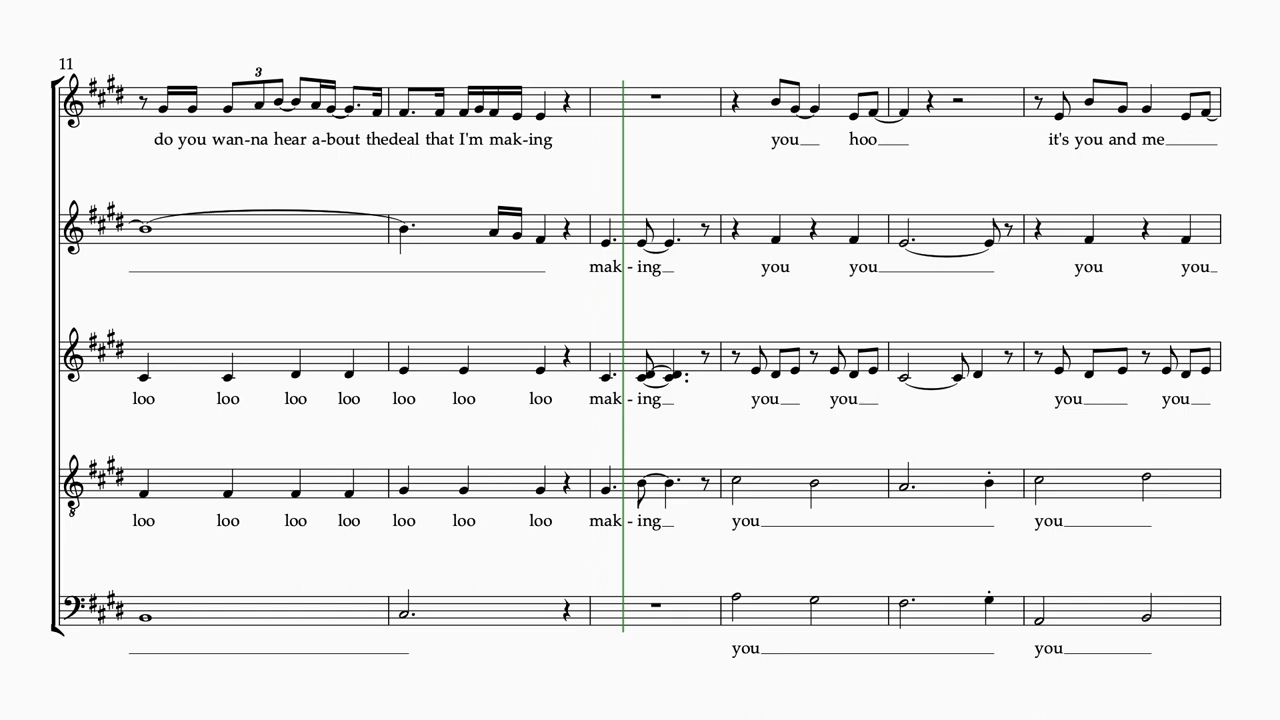 11
3
do you wan-na hear a-bout thedeal that I'm mak-ing you hoo it's you and me
mak-ing you you you you
loo loo loo loo loo loo loo mak-ing you you you you
loo loo loo loo loo loo loo mak-ing you you
8
you you